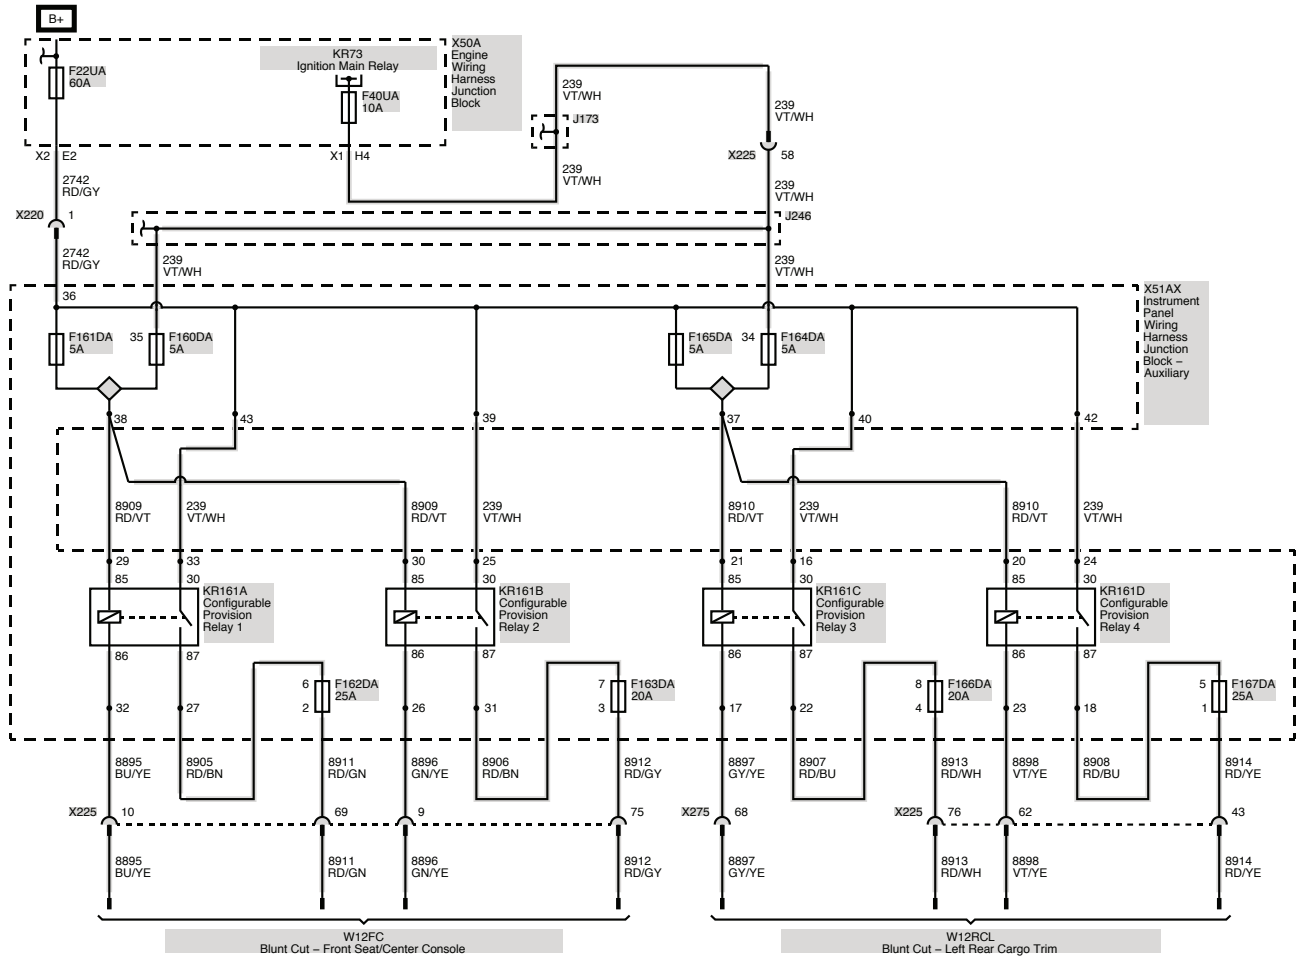 B+
KR73
Ignition Main Relay
X50A
Engine
Wiring
Harness
Junction
Block
F22UA
60A
F40UA
10A
239
VT/WH
J173
239
VT/WH
X2 E2
X1 H4
X225 58
2742
RD/GY
239
VT/WH
239
VT/WH
X220 1
J246
2742
RD/GY
239
VT/WH
239
VT/WH
36
X51AX
Instrument
Panel
Wiring
Harness
Junction
Block –
Auxiliary
F161DA
5A
35
F160DA
5A
F165DA
5A
34
F164DA
5A
38
43
39
37
40
42
8909
RD/VT
239
VT/WH
8909
RD/VT
239
VT/WH
8910
RD/VT
239
VT/WH
8910
RD/VT
239
VT/WH
29
33
30
25
21
16
20
24
85
30
85
30
85
30
85
30
KR161A
Configurable
Provision
Relay 1
KR161B
Configurable
Provision
Relay 2
KR161C
Configurable
Provision
Relay 3
KR161D
Configurable
Provision
Relay 4
86
87
86
87
86
87
86
87
6
F162DA
25A
2
7
F163DA
20A
3
8
F166DA
20A
4
5
F167DA
25A
1
32
27
26
31
17
22
23
18
8895
BU/YE
8905
RD/BN
8911
RD/GN
8896
GN/YE
8906
RD/BN
8912
RD/GY
8897
GY/YE
8907
RD/BU
8913
RD/WH
8898
VT/YE
8908
RD/BU
8914
RD/YE
X225 10
69
9
75
X275 68
X225 76
62
43
8895
BU/YE
8911
RD/GN
8896
GN/YE
8912
RD/GY
8897
GY/YE
8913
RD/WH
8898
VT/YE
8914
RD/YE
W12FC
Blunt Cut – Front Seat/Center Console
W12RCL
Blunt Cut – Left Rear Cargo Trim